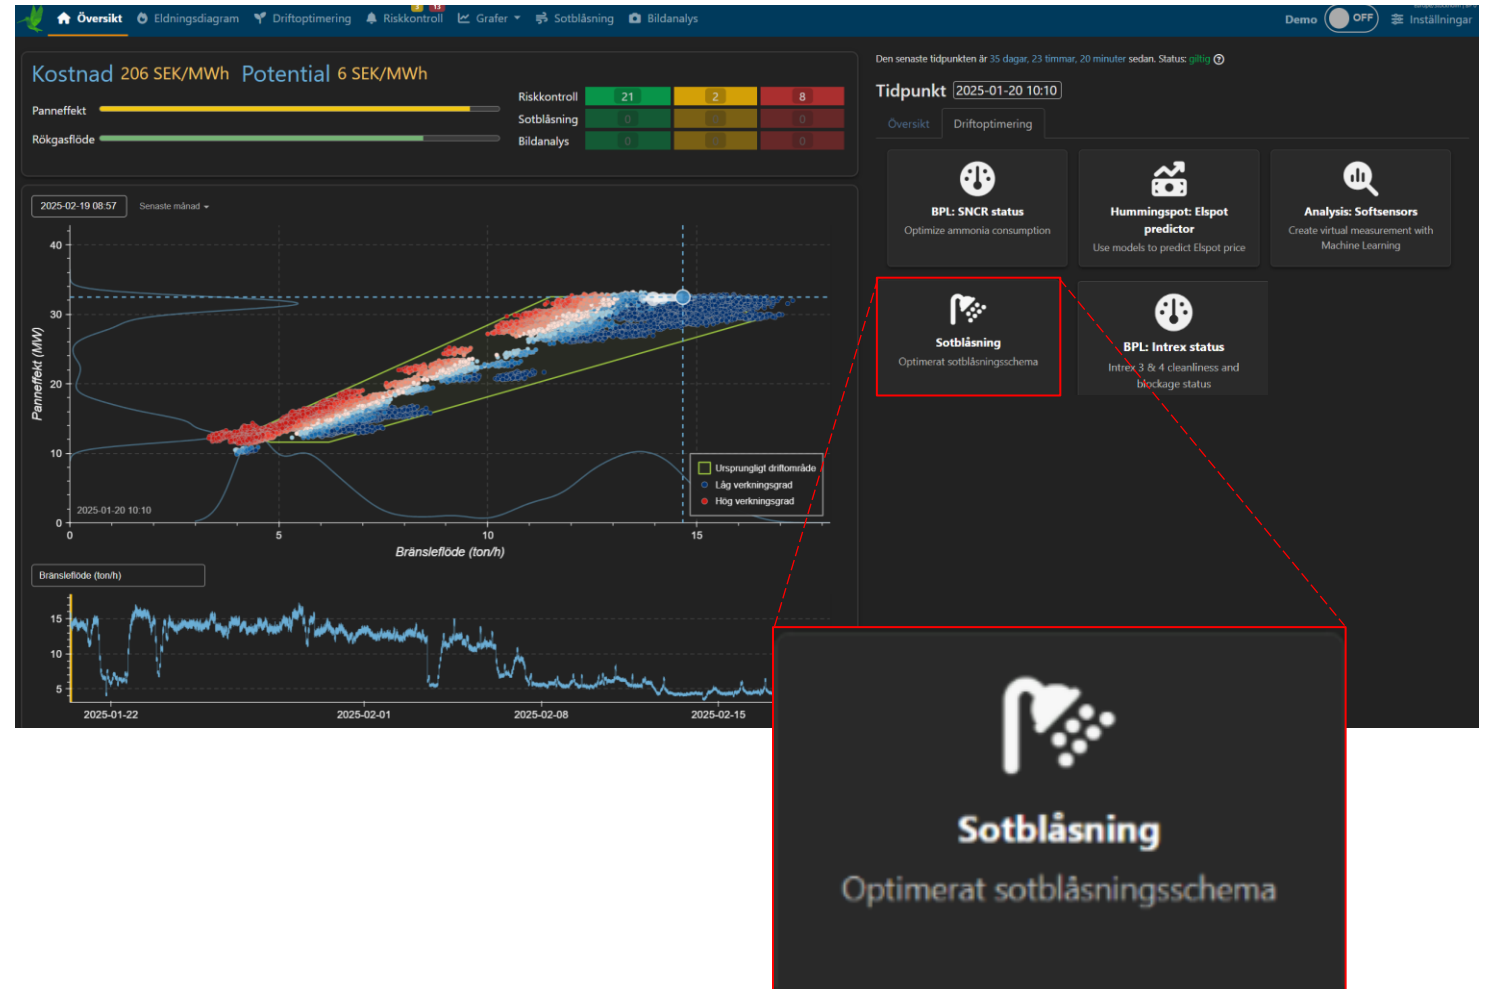 Översikt
Eldningsdiagram
Driftoptimering
Riskkontroll
Grafer
Sotblåsning
Bildanalys
Demo
OFF
Inställningar
Kostnad 206 SEK/MWh Potential 6 SEK/MWh
Panneffekt
Rökgasflöde
Riskkontroll 21 2 8
Sotblåsning 0 0 0
Bildanalys 0 0 0
Den senaste tidpunkten är 35 dagar, 23 timmar, 20 minuter sedan. Status: giltig
Tidpunkt 2025-01-20 10:10
Översikt Driftoptimering
BPL: SNCR status
Optimize ammonia consumption
Hummingspot: Elspot
predictor
Use models to predict Elspot price
Analysis: Softsensors
Create virtual measurement with
Machine Learning
Sotblåsning
Optimerat sotblåsningsschema
BPL: Intrex status
Intrex 3 & 4 cleanliness and
blockage status
2025-02-19 08:57 Senaste månad
40
30
20
10
0
Panneffekt (MW)
2025-01-20 10:10
Ursprungligt driftområde
Låg verkningsgrad
Hög verkningsgrad
0 5 10 15
Bränsleflöde (ton/h)
Bränsleflöde (ton/h)
15
10
5
2025-01-22 2025-02-01 2025-02-08 2025-02-15
Sotblåsning
Optimerat sotblåsningsschema